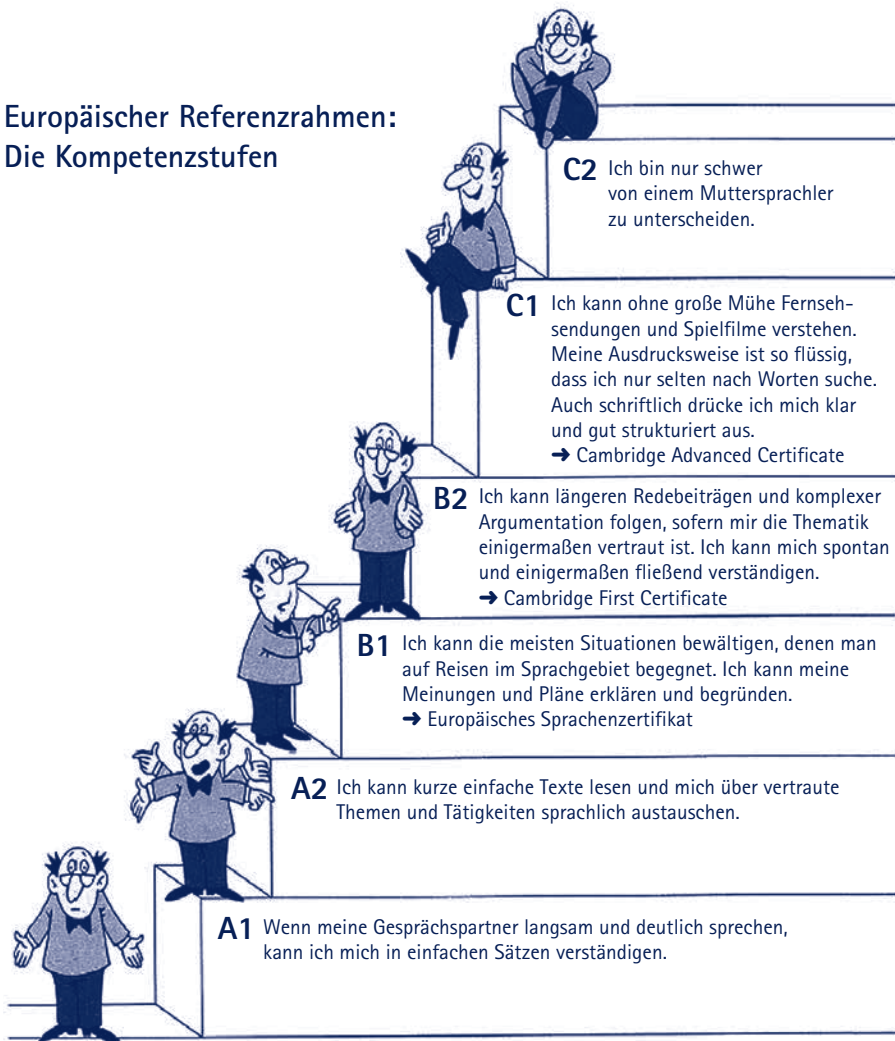 Europäischer Referenzrahmen:
Die Kompetenzstufen
C2 Ich bin nur schwer
von einem Muttersprachler
zu unterscheiden.
C1 Ich kann ohne große Mühe Fernseh-
sendungen und Spielfilme verstehen.
Meine Ausdrucksweise ist so flüssig,
dass ich nur selten nach Worten suche.
Auch schriftlich drücke ich mich klar
und gut strukturiert aus.
➜ Cambridge Advanced Certificate
B2 Ich kann längeren Redebeiträgen und komplexer
Argumentation folgen, sofern mir die Thematik
einigermaßen vertraut ist. Ich kann mich spontan
und einigermaßen fließend verständigen.
➜ Cambridge First Certificate
B1 Ich kann die meisten Situationen bewältigen, denen man
auf Reisen im Sprachgebiet begegnet. Ich kann meine
Meinungen und Pläne erklären und begründen.
➜ Europäisches Sprachenzertifikat
A2 Ich kann kurze einfache Texte lesen und mich über vertraute
Themen und Tätigkeiten sprachlich austauschen.
A1 Wenn meine Gesprächspartner langsam und deutlich sprechen,
kann ich mich in einfachen Sätzen verständigen.